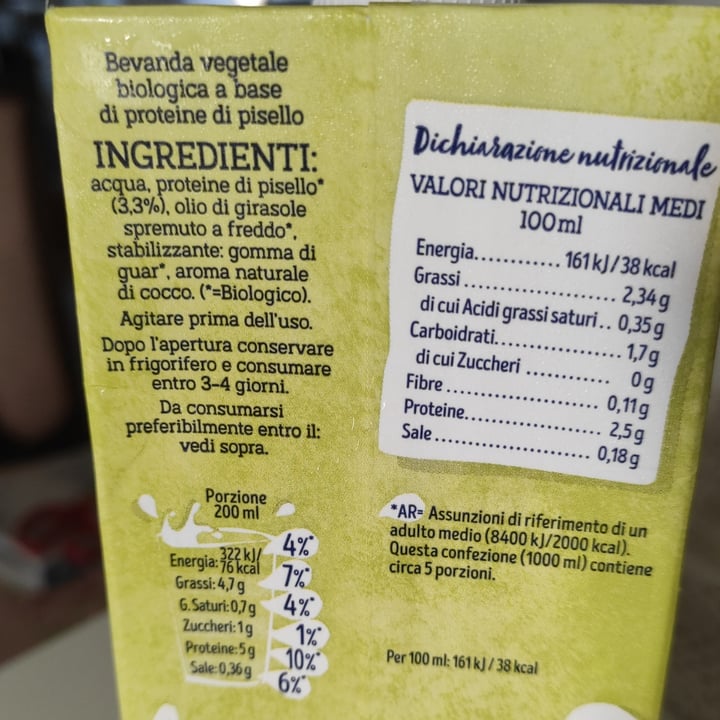 Bevanda vegetale
biologica a base
di proteine di pisello
INGREDIENTI:
acqua, proteine di pisello*
(3,3%), olio di girasole
spremuto a freddo*,
stabilizzante: gomma di
guar*, aroma naturale
di cocco. (*=Biologico).
Agitare prima dell'uso.
Dopo l'apertura conservare
in frigorifero e consumare
entro 3-4 giorni.
Da consumarsi
preferibilmente entro il:
vedi sopra.
Porzione
200 ml
Energia: 322 kJ/
76 kcal 4%*
Grassi: 4,7 g 7%*
G. Saturi: 0,7 g 4%*
Zuccheri: 1 g 1%*
Proteine: 5 g 10%*
Sale: 0,36 g 6%*
Dichiarazione nutrizionale
VALORI NUTRIZIONALI MEDI
100 ml
Energia............ 161 kJ/38 kcal
Grassi ................ 2,34 g
di cui Acidi grassi saturi.. 0,35 g
Carboidrati................ 1,7 g
di cui Zuccheri ........... 0 g
Fibre ..................... 0,11 g
Proteine.................. 2,5 g
Sale........................ 0,18 g
*AR= Assunzioni di riferimento di un
adulto medio (8400 kJ/2000 kcal).
Questa confezione (1000 ml) contiene
circa 5 porzioni.
Per 100 ml: 161 kJ / 38 kcal